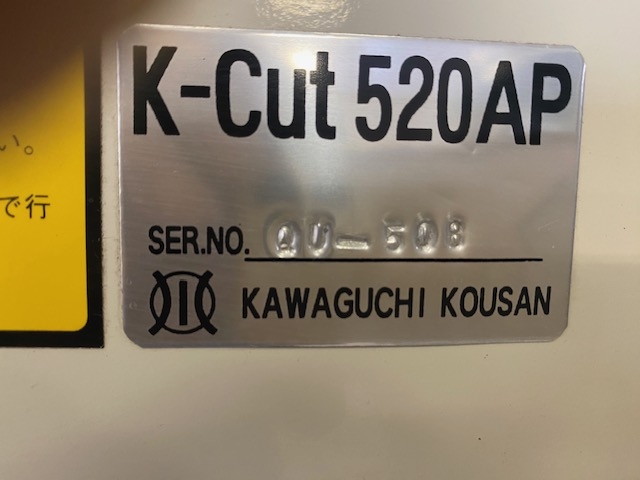 K-Cut 520AP
い。
で行
SER.NO.
KAWAGUCHI KOUSAN